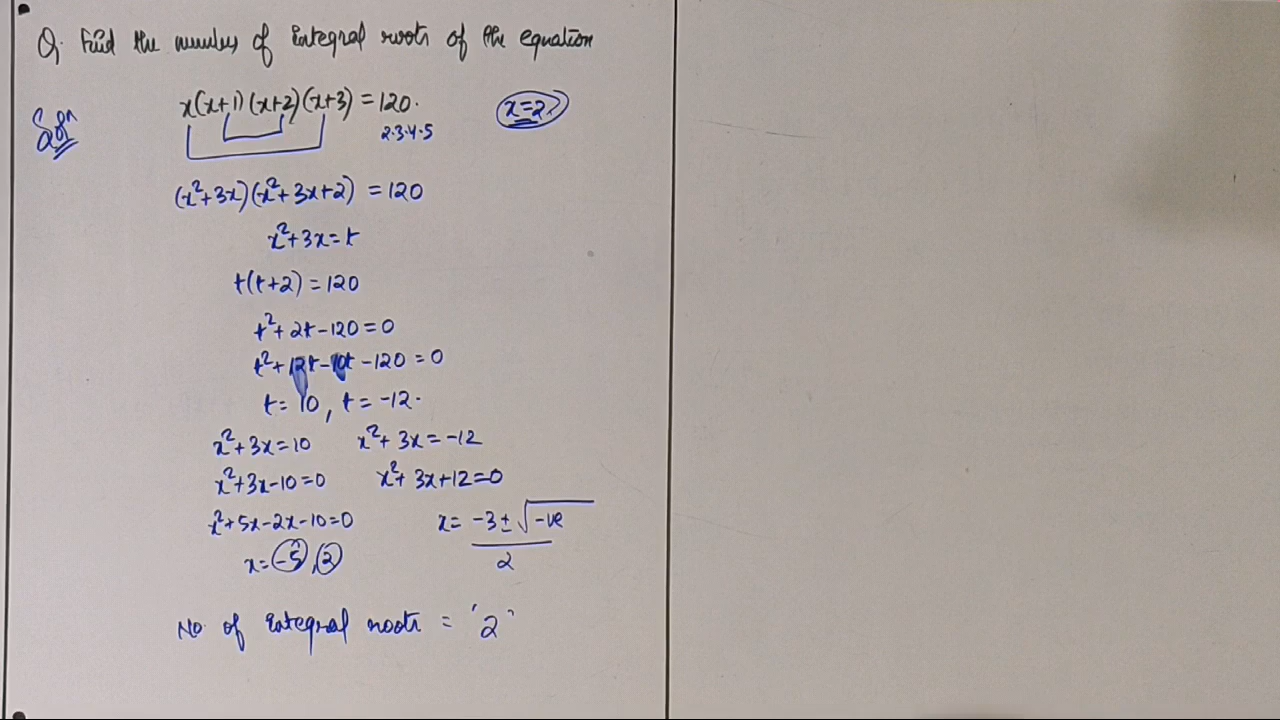 Q. Find the number of integral roots of the equation
x(x+1)(x+2)(x+3) = 120.
x=2
Soln
2.3.4.5
(x²+3x)(x²+3x+2) = 120
x²+3x=t
t(t+2) = 120
t²+2t-120=0
t²+12t-10t-120=0
t=10, t=-12.
x²+3x=10 x²+3x=-12
x²+3x-10=0 x²+3x+12=0
x²+5x-2x-10=0 x= (-3±√-ve)/2
x=-5, 2
No of integral roots = '2'